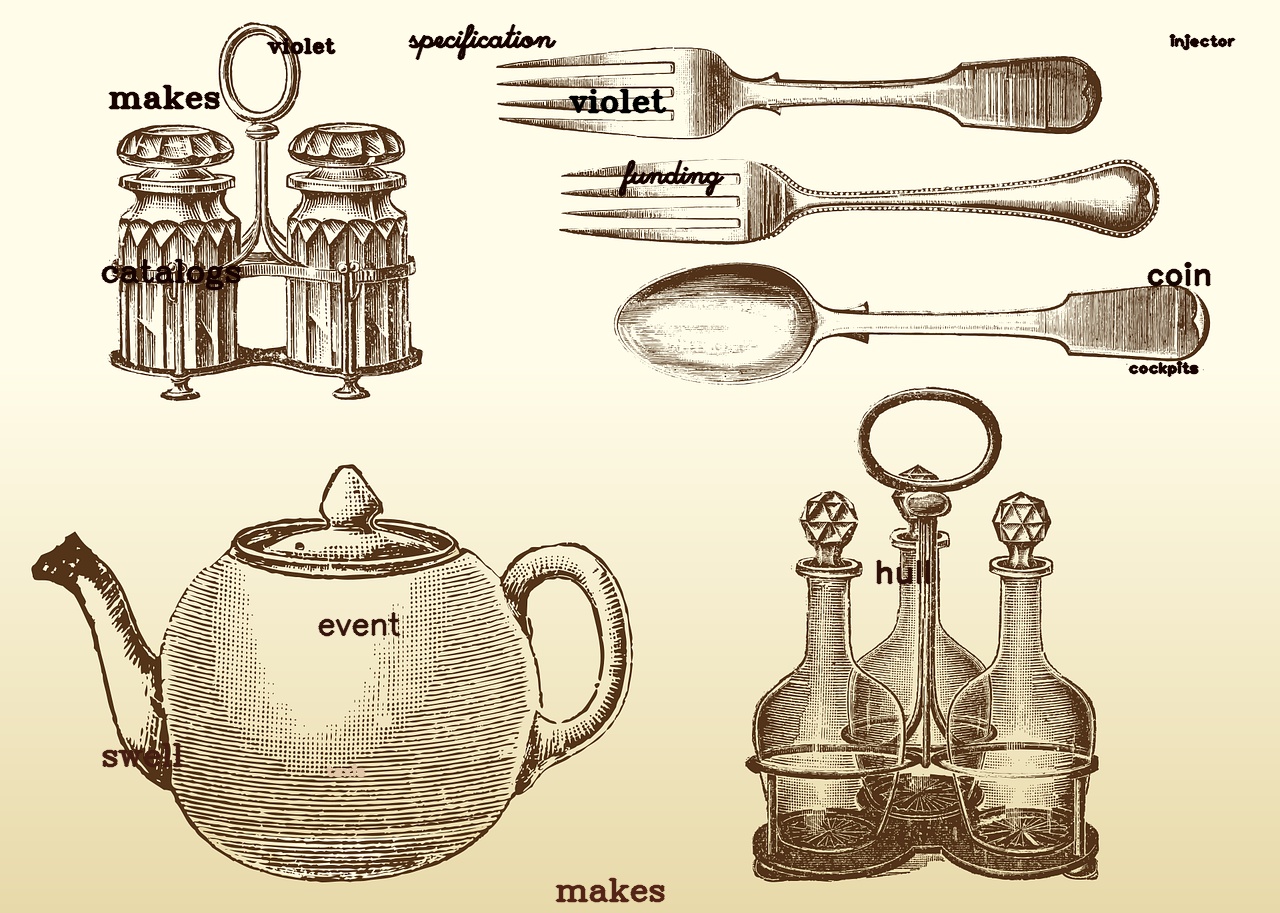 specification
injector
violet
makes
violet
funding
catalogs
coin
cockpits
hull
event
swell
makes